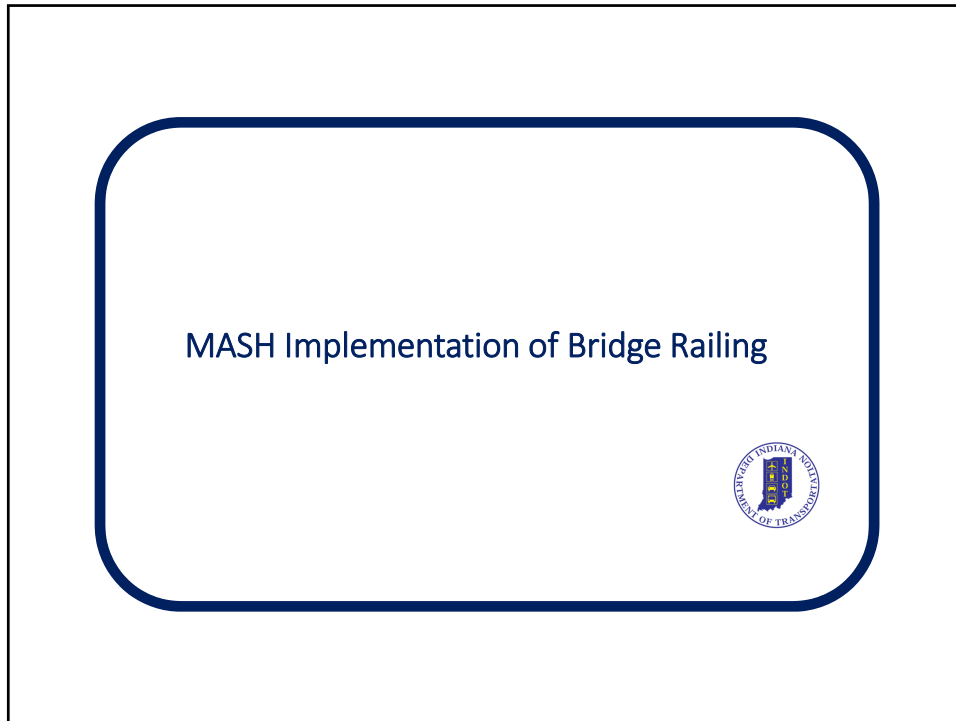 MASH Implementation of Bridge Railing
INDIANA
DEPARTMENT OF TRANSPORTATION
INDOT